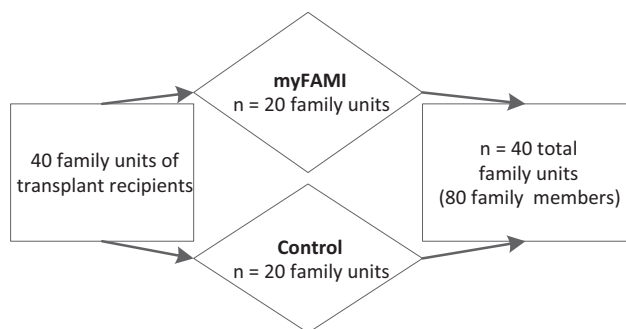 myFAMI
n = 20 family units
40 family units of
transplant recipients
n = 40 total
family units
(80 family members)
Control
n = 20 family units